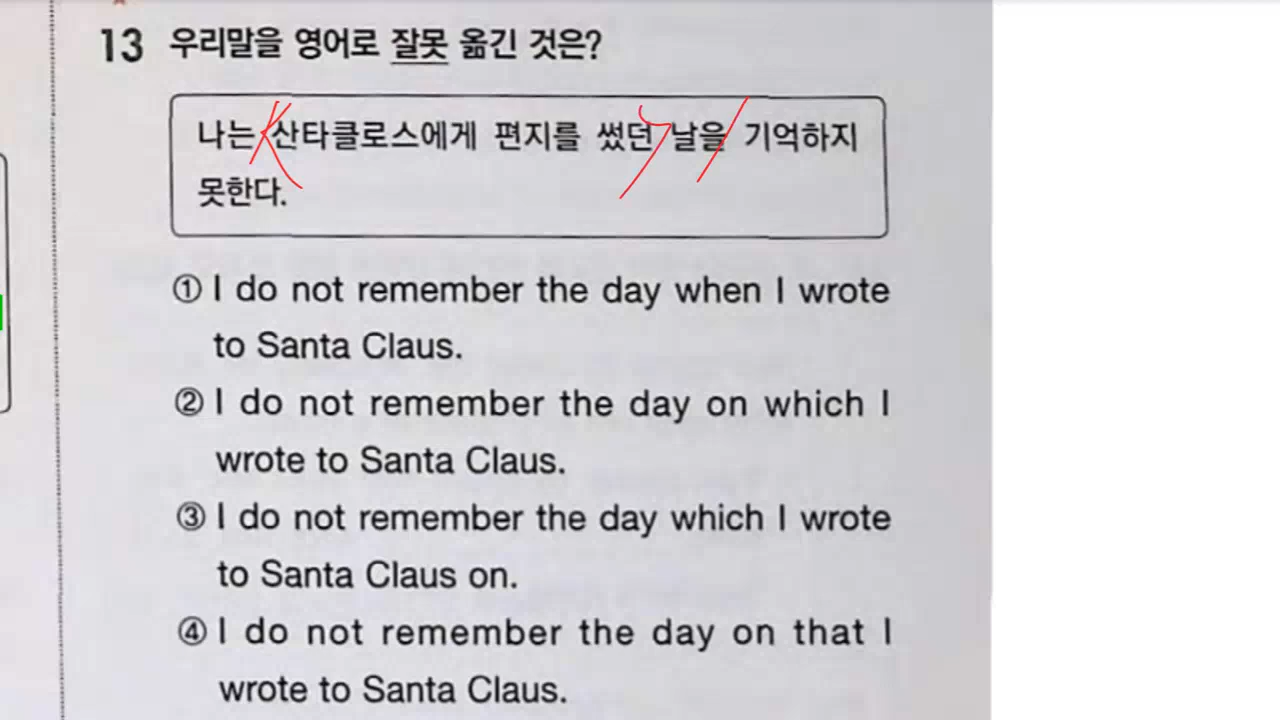 13 우리말을 영어로 잘못 옮긴 것은?
나는 산타클로스에게 편지를 썼던 날을 기억하지
못한다.
① I do not remember the day when I wrote
to Santa Claus.
② I do not remember the day on which I
wrote to Santa Claus.
③ I do not remember the day which I wrote
to Santa Claus on.
④ I do not remember the day on that I
wrote to Santa Claus.